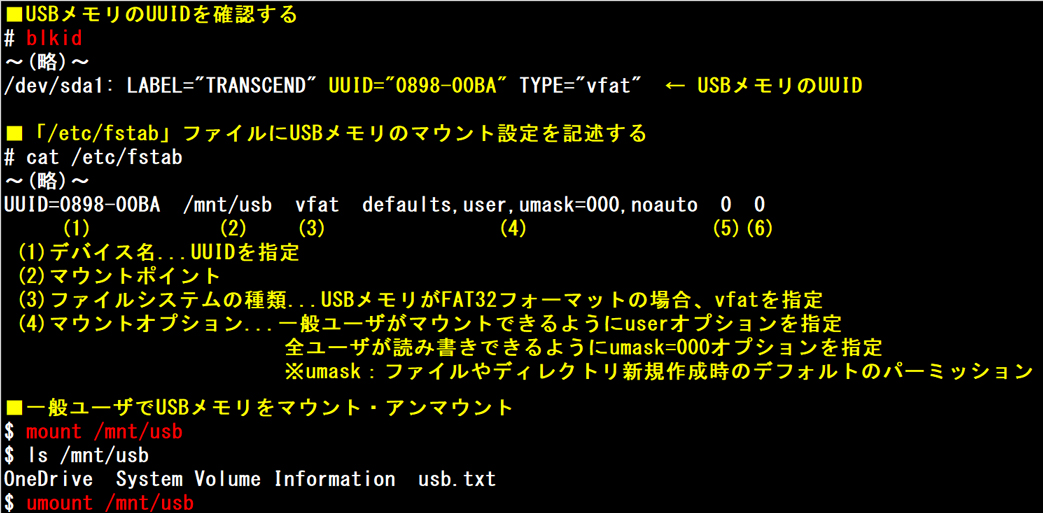 ■USBメモリのUUIDを確認する
# blkid
～(略)～
/dev/sda1: LABEL="TRANSCEND" UUID="0898-00BA" TYPE="vfat" ← USBメモリのUUID
■「/etc/fstab」ファイルにUSBメモリのマウント設定を記述する
# cat /etc/fstab
～(略)～
UUID=0898-00BA /mnt/usb vfat defaults,user,umask=000,noauto 0 0
(1) (2) (3) (4) (5) (6)
(1)デバイス名...UUIDを指定
(2)マウントポイント
(3)ファイルシステムの種類...USBメモリがFAT32フォーマットの場合、vfatを指定
(4)マウントオプション...一般ユーザがマウントできるようにuserオプションを指定
全ユーザが読み書きできるようにumask=000オプションを指定
※umask：ファイルやディレクトリ新規作成時のデフォルトのパーミッション
■一般ユーザでUSBメモリをマウント・アンマウント
$ mount /mnt/usb
$ ls /mnt/usb
OneDrive System Volume Information usb.txt
$ umount /mnt/usb